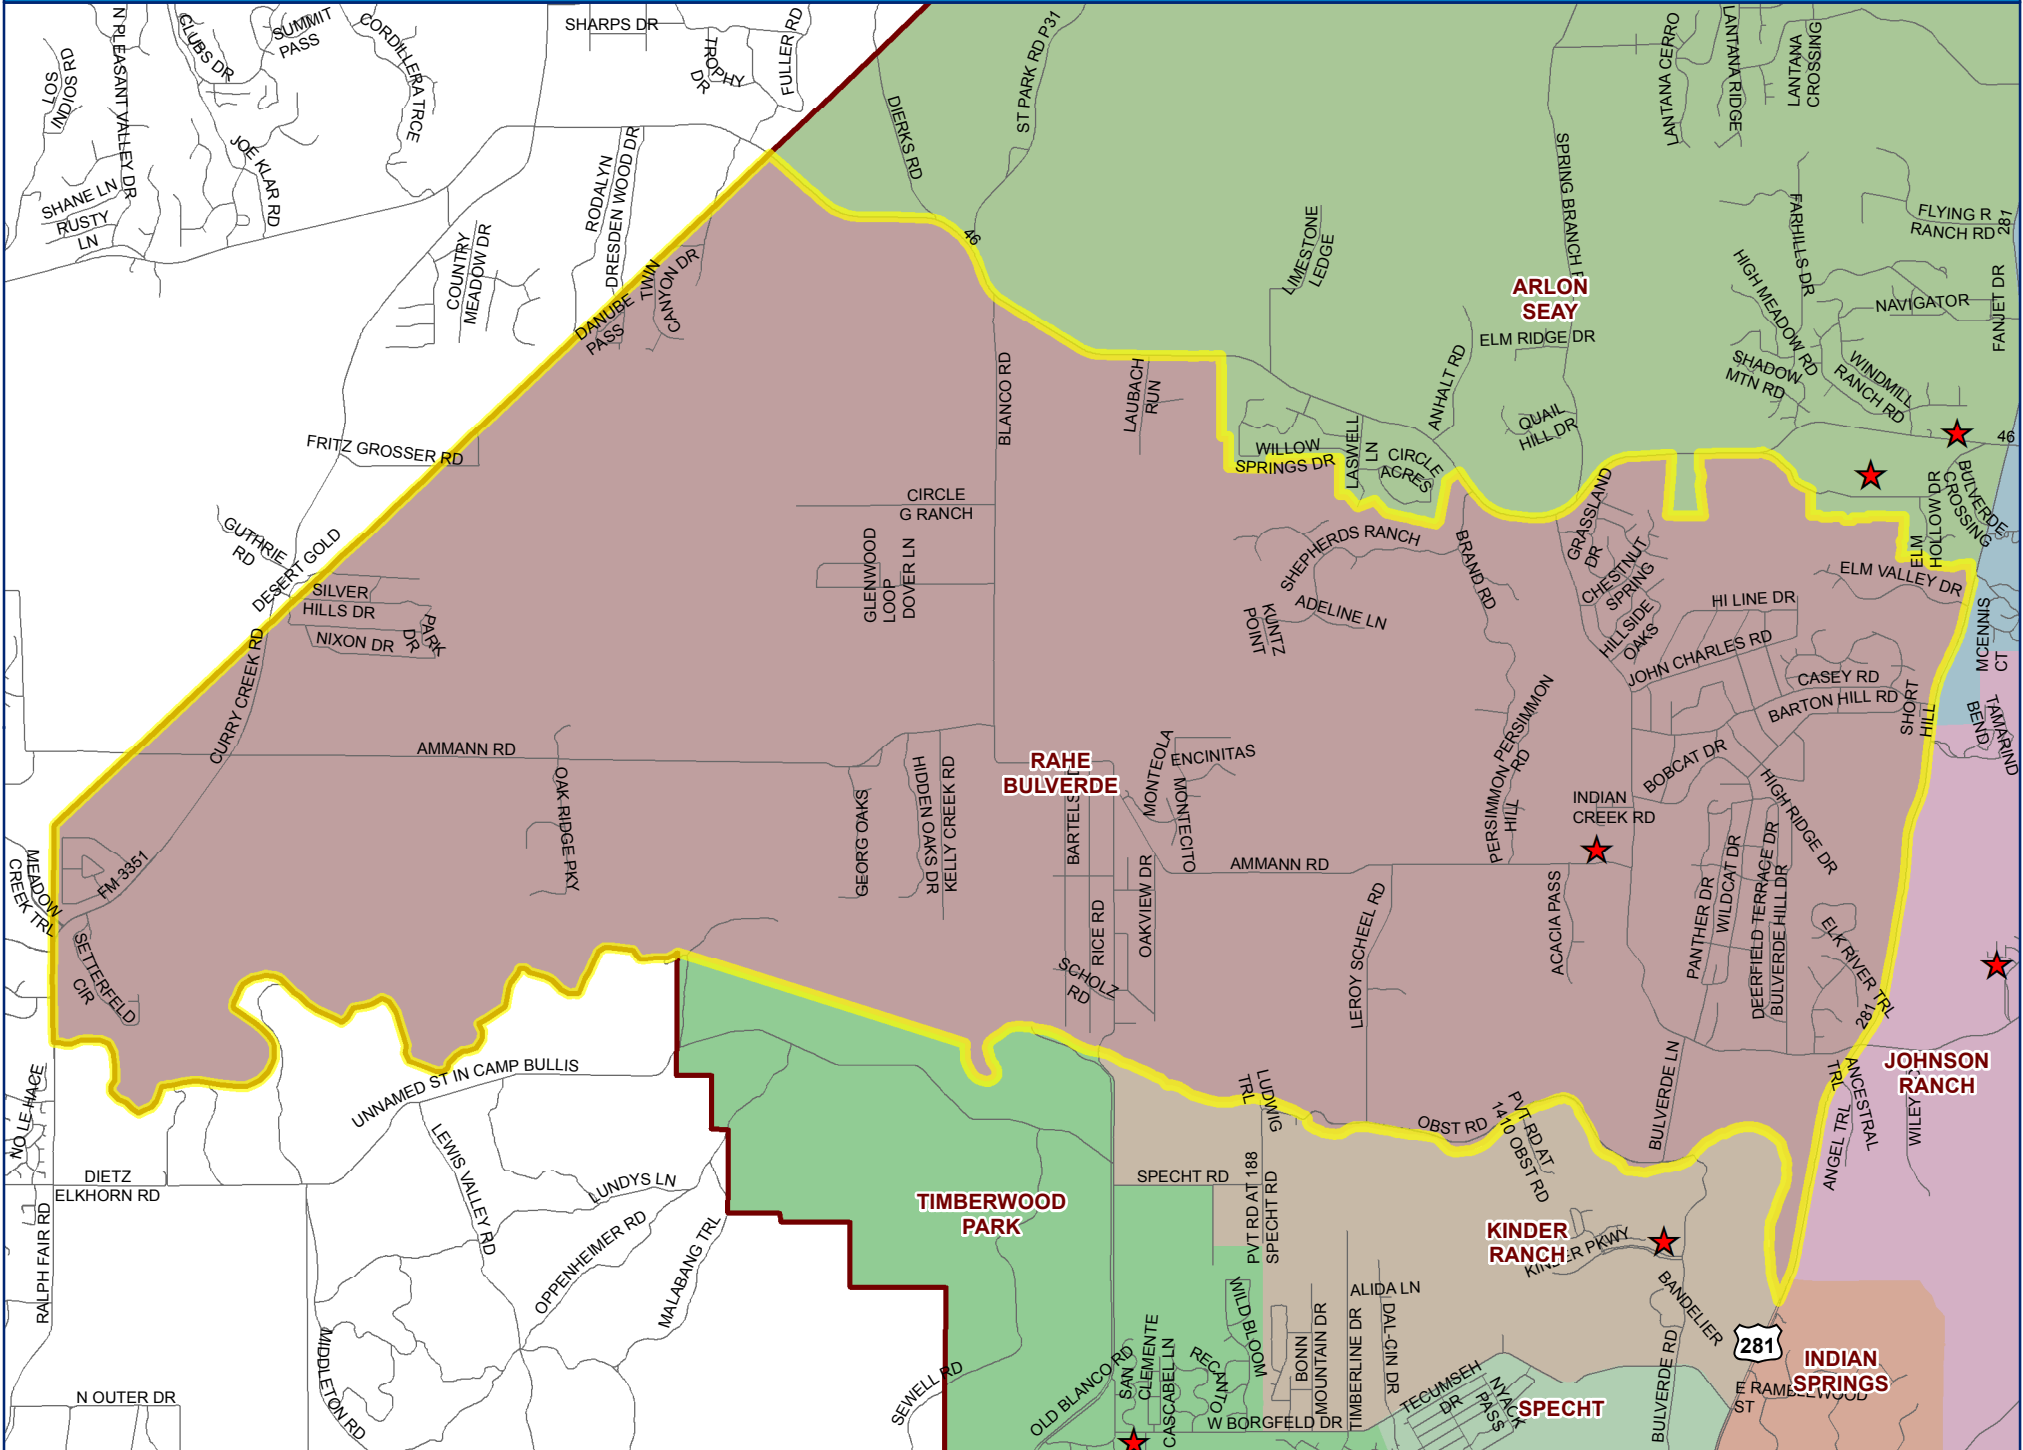 LOS
INDIOS RD
N PLEASANT VALLEY DR
CLUBS DR
SUMMIT
PASS
CORDILLERA TRCE
SHARPS DR
TROPHY
DR
FULLER RD
ST PARK RD P31
DIERKS RD
LANTANA CERRO
LANTANA RIDGE
LANTANA
CROSSING
JOE KLAR RD
SHANE LN
RUSTY
LN
RODALYN
DRESDEN WOOD DR
COUNTRY
MEADOW DR
TWIN
CANYON DR
DANUBE
PASS
46
LIMESTONE
LEDGE
SPRING BRANCH
ARLON
SEAY
ELM RIDGE DR
FARHILLS DR
HIGH MEADOW RD
FLYING R
RANCH RD
281
NAVIGATOR
FANJET DR
SHADOW
MTN RD
WINDMILL
RANCH RD
BLANCO RD
LAUBACH
RUN
ANHALT RD
QUAIL
HILL DR
WILLOW
SPRINGS DR
LASWELL
LN
CIRCLE
ACRES
46
BULVERDE
CROSSING
ELM
HOLLOW DR
FRITZ GROSSER RD
CIRCLE
G RANCH
GUTHRIE
RD
DESERT GOLD
SILVER
HILLS DR
NIXON DR
PARK
DR
GLENWOOD
LOOP
DOVER LN
SHEPHERDS RANCH
ADELINE LN
KUNTZ
POINT
BRAND RD
GRASSLAND
DR
CHESTNUT
SPRING
HILLSIDE
OAKS
ELM VALLEY DR
HI LINE DR
JOHN CHARLES RD
CASEY RD
BARTON HILL RD
SHORT
HILL
MCENNIS
CT
TAMARIND
BEND
CURRY CREEK RD
AMMANN RD
OAK RIDGE PKY
GEORG OAKS
HIDDEN OAKS DR
KELLY CREEK RD
RAHE
BULVERDE
BARTELS
MONTEOLA
ENCINITAS
MONTECITO
PERSIMMON
PERSIMMON
HILL
RD
BOBCAT DR
INDIAN
CREEK RD
HIGH RIDGE DR
AMMANN RD
MEADOW
CREEK TRL
FM 3351
SETTERFELD
CIR
RICE RD
OAKVIEW DR
SCHOLZ
RD
LEROY SCHEEL RD
ACACIA PASS
PANTHER DR
WILDCAT DR
DEERFIELD TERRACE DR
BULVERDE HILL DR
ELK RIVER TRL
281
JOHNSON
RANCH
NO LE HACE
UNNAMED ST IN CAMP BULLIS
LUDWIG
TRL
OBST RD
PVT RD AT
1410 OBST RD
BULVERDE LN
ANCESTRAL
TRL
ANGEL TRL
WILEY
DIETZ
ELKHORN RD
LEWIS VALLEY RD
LUNDYS LN
RALPH FAIR RD
OPPENHEIMER RD
MALABANG TRL
TIMBERWOOD
PARK
SPECHT RD
PVT RD AT 188
SPECHT RD
KINDER
RANCH
KINDER PKWY
BANDELIER
ALIDA LN
WILD BLOOM
MIDDLETON RD
N OUTER DR
SEWELL RD
OLD BLANCO RD
SAN
CLEMENTE
CASCABEL LN
RECANTO
BONN
MOUNTAIN DR
TIMBERLINE DR
DAL-CIN DR
W BORGFELD DR
TECUMSEH
DR
NYACK
PASS
SPECHT
BULVERDE RD
281
INDIAN
SPRINGS
E RAMBLEWOOD
ST